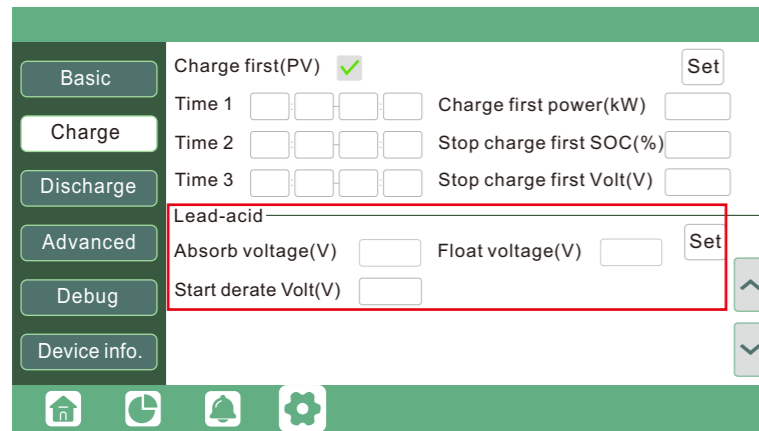 Basic
Charge
Discharge
Advanced
Debug
Device info.
Charge first(PV) Set
Time 1 : - : Charge first power(kW)
Time 2 : - : Stop charge first SOC(%)
Time 3 : - : Stop charge first Volt(V)
Lead-acid
Absorb voltage(V) Float voltage(V) Set
Start derate Volt(V)